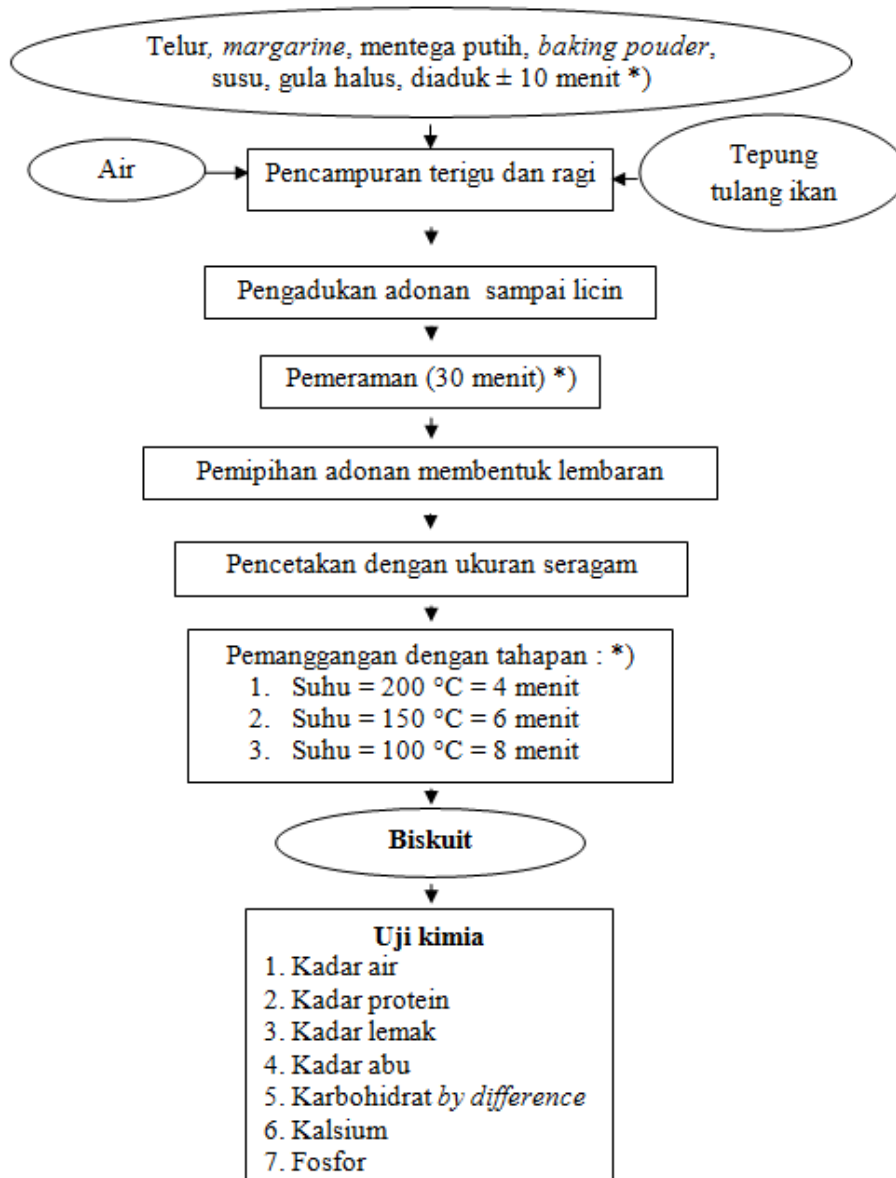 Telur, margarine, mentega putih, baking pouder,
susu, gula halus, diaduk ± 10 menit *)
Air
Pencampuran terigu dan ragi
Tepung
tulang ikan
Pengadukan adonan sampai licin
Pemeraman (30 menit) *)
Pemipihan adonan membentuk lembaran
Pencetakan dengan ukuran seragam
Pemanggangan dengan tahapan : *)
1. Suhu = 200 °C = 4 menit
2. Suhu = 150 °C = 6 menit
3. Suhu = 100 °C = 8 menit
Biskuit
Uji kimia
1. Kadar air
2. Kadar protein
3. Kadar lemak
4. Kadar abu
5. Karbohidrat by difference
6. Kalsium
7. Fosfor